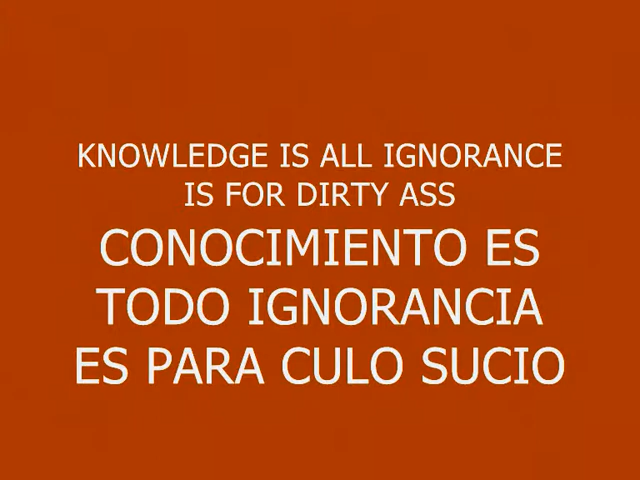 KNOWLEDGE IS ALL IGNORANCE
IS FOR DIRTY ASS
CONOCIMIENTO ES
TODO IGNORANCIA
ES PARA CULO SUCIO